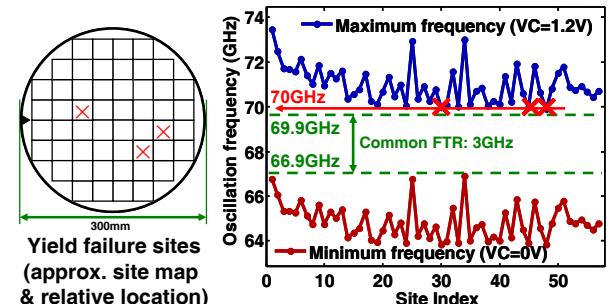 300mm
Yield failure sites
(approx. site map
& relative location)
Oscillation frequency (GHz)
74
72
70
68
66
64
Maximum frequency (VC=1.2V)
70GHz
69.9GHz
Common FTR: 3GHz
66.9GHz
Minimum frequency (VC=0V)
0
10
20
30
40
50
Site Index